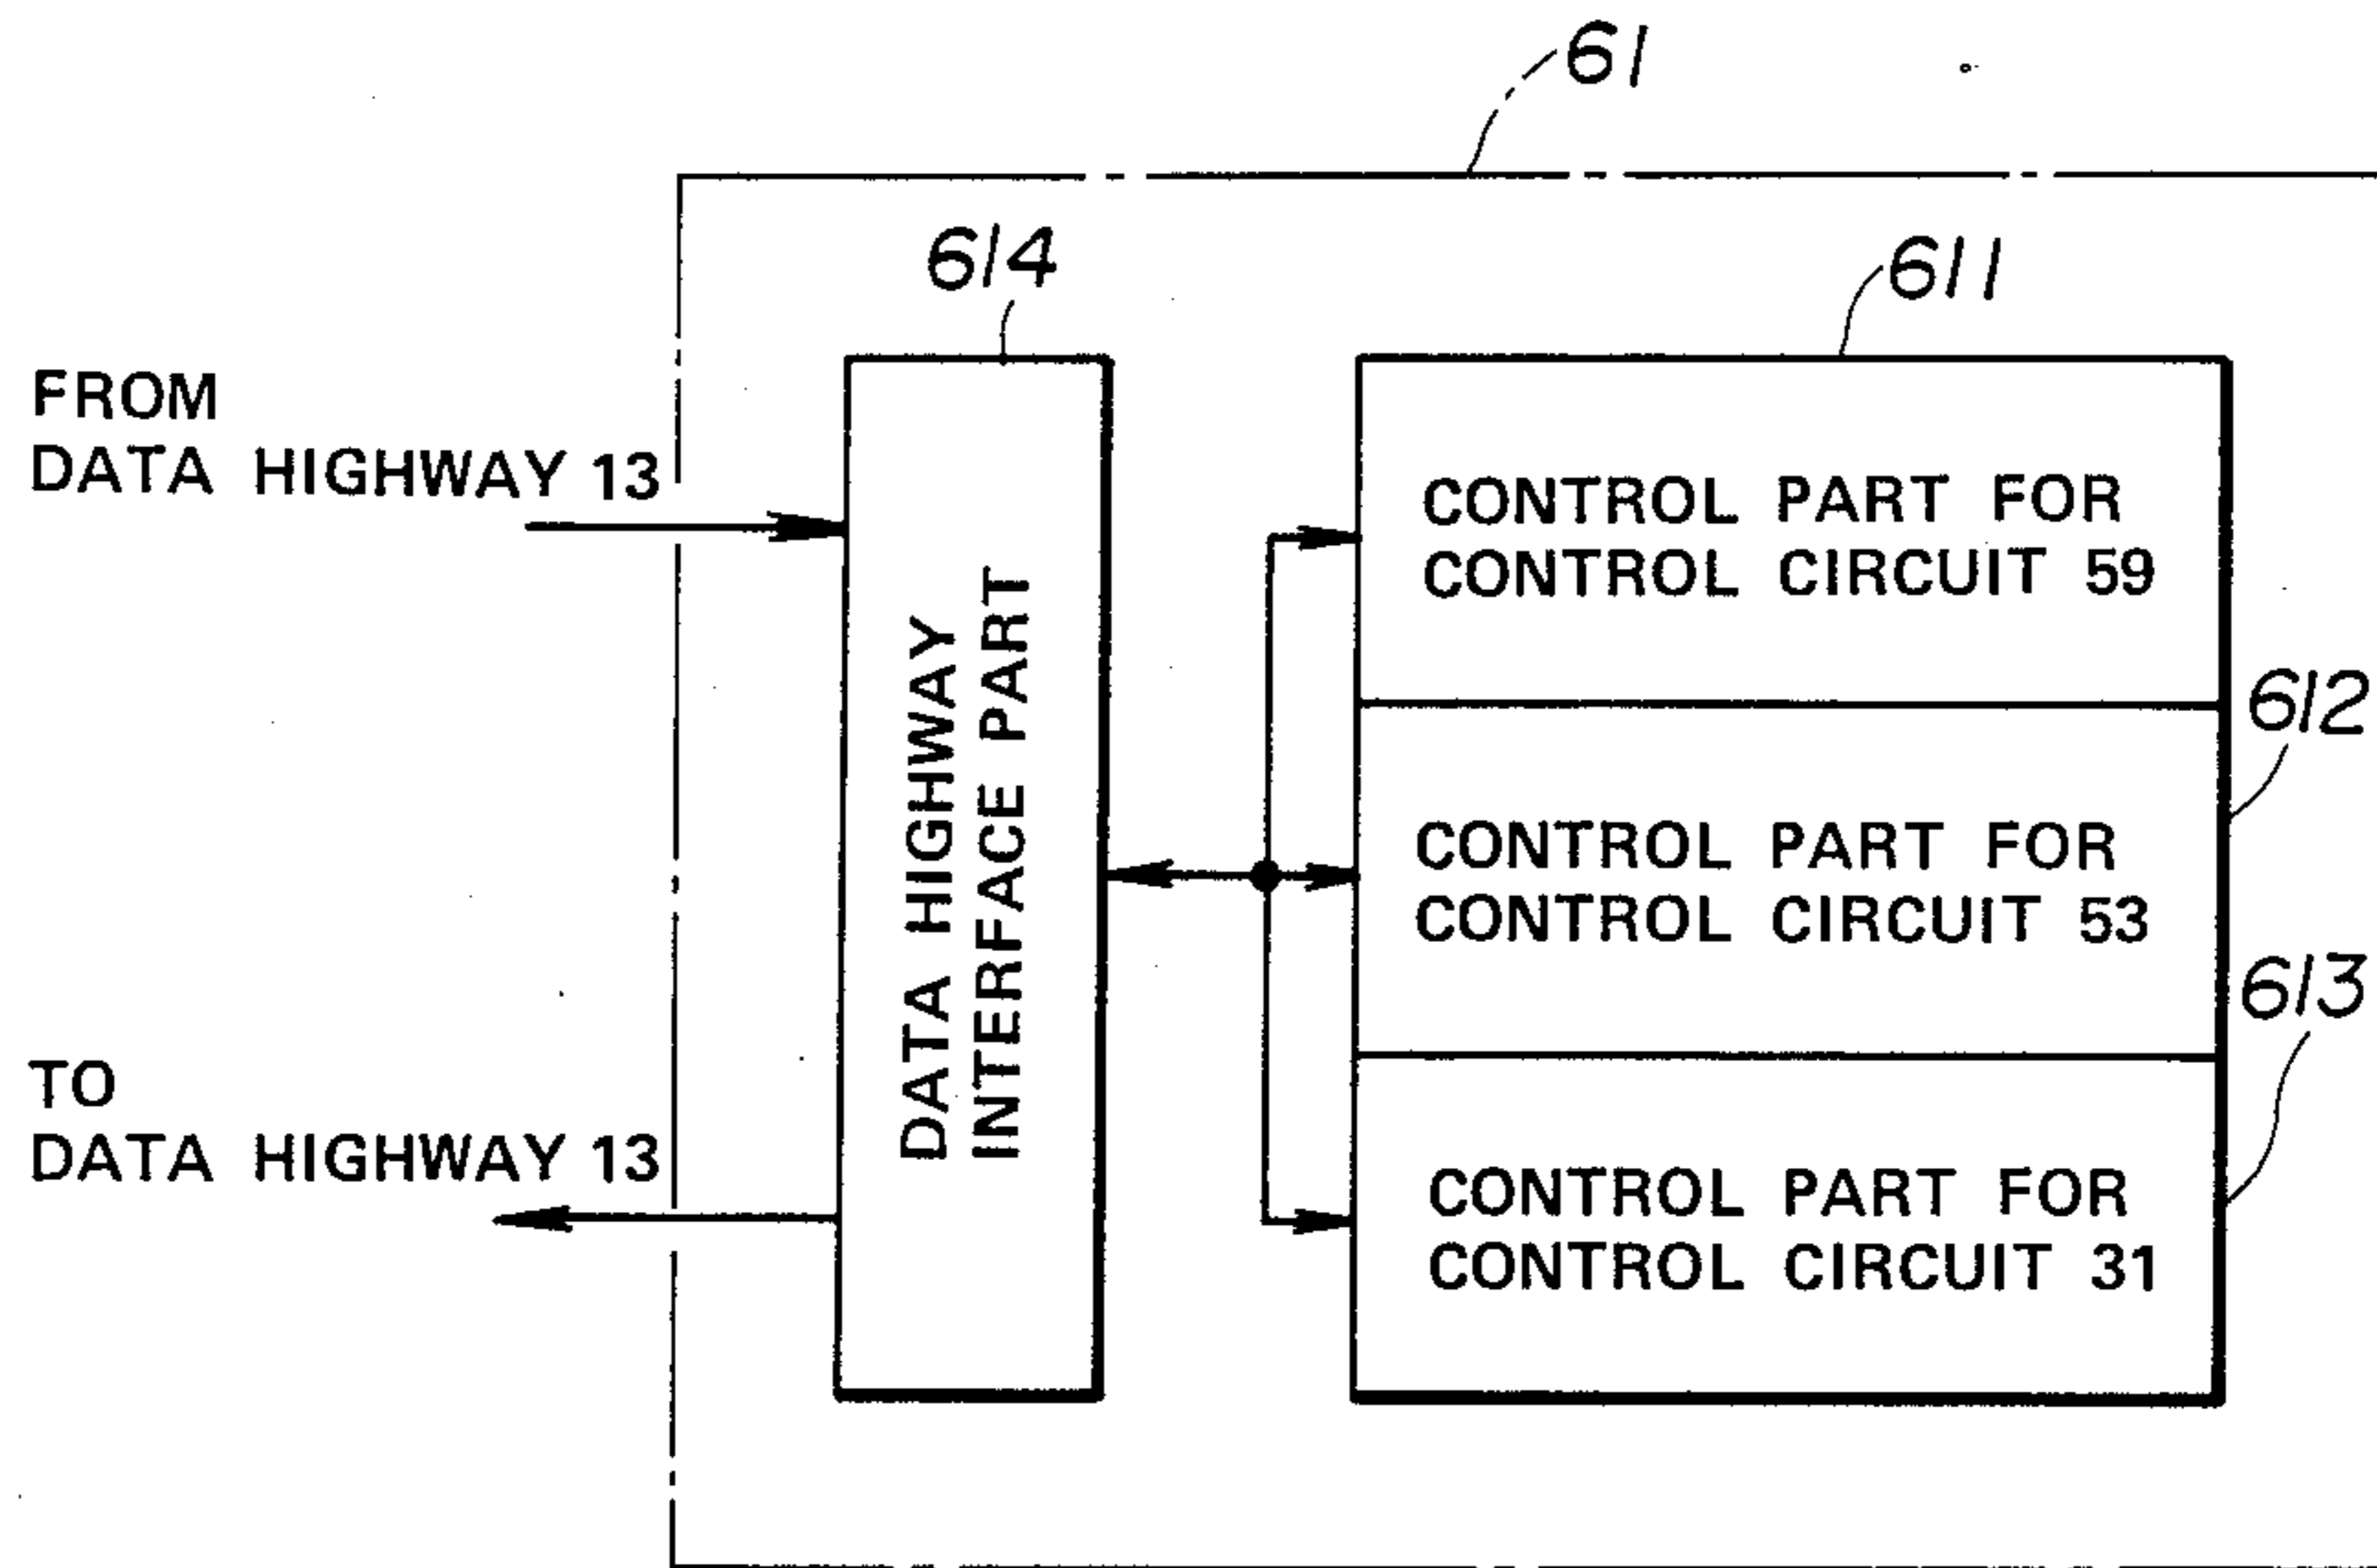 61
614
611
FROM
DATA HIGHWAY 13
CONTROL PART FOR
CONTROL CIRCUIT 59
DATA HIGHWAY
INTERFACE PART
612
CONTROL PART FOR
CONTROL CIRCUIT 53
613
TO
DATA HIGHWAY 13
CONTROL PART FOR
CONTROL CIRCUIT 31